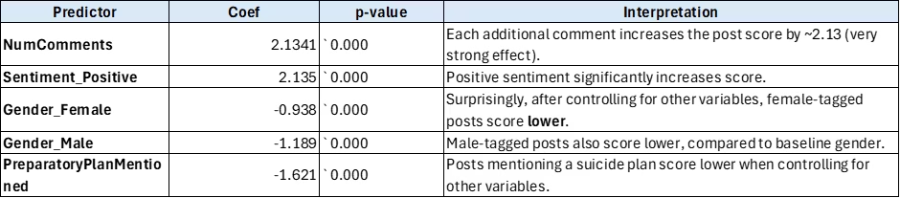 Predictor Coef p-value Interpretation
NumComments 2.1341 `0.000 Each additional comment increases the post score by ~2.13 (very
strong effect).
Sentiment_Positive 2.135 `0.000 Positive sentiment significantly increases score.
Gender_Female -0.938 `0.000 Surprisingly, after controlling for other variables, female-tagged
posts score lower.
Gender_Male -1.189 `0.000 Male-tagged posts also score lower, compared to baseline gender.
PreparatoryPlanMentio
ned -1.621 `0.000 Posts mentioning a suicide plan score lower when controlling for
other variables.